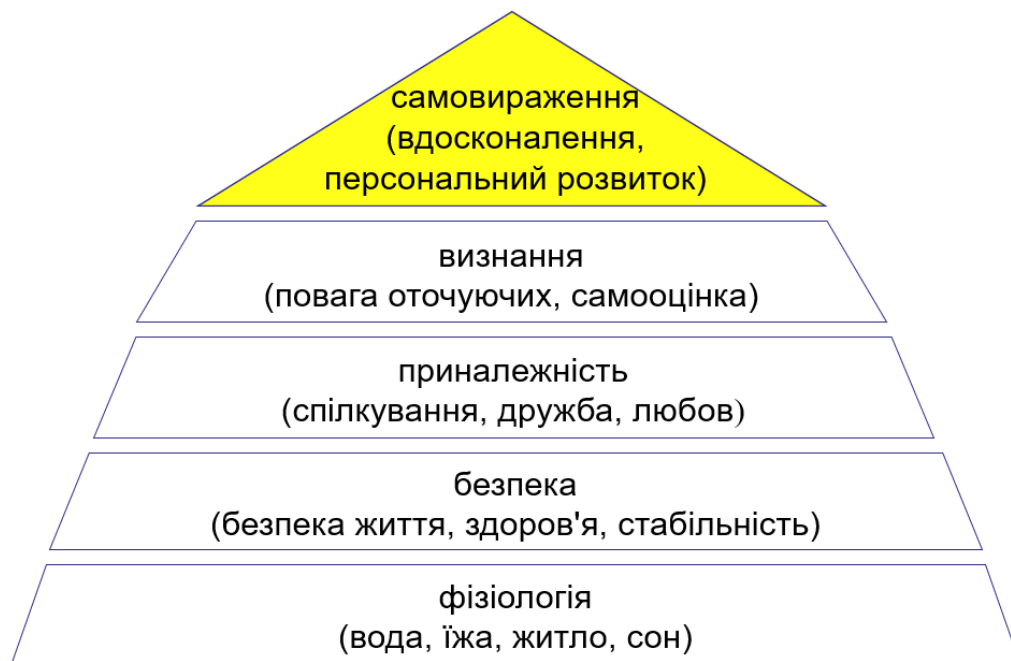 самовираження
(вдосконалення,
персональний розвиток)
визнання
(повага оточуючих, самооцінка)
приналежність
(спілкування, дружба, любов)
безпека
(безпека життя, здоров'я, стабільність)
фізіологія
(вода, їжа, житло, сон)